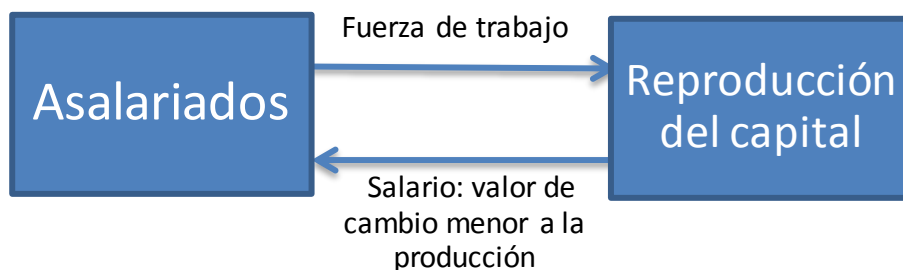 Fuerza de trabajo
Asalariados
Reproducción
del capital
Salario: valor de
cambio menor a la
producción